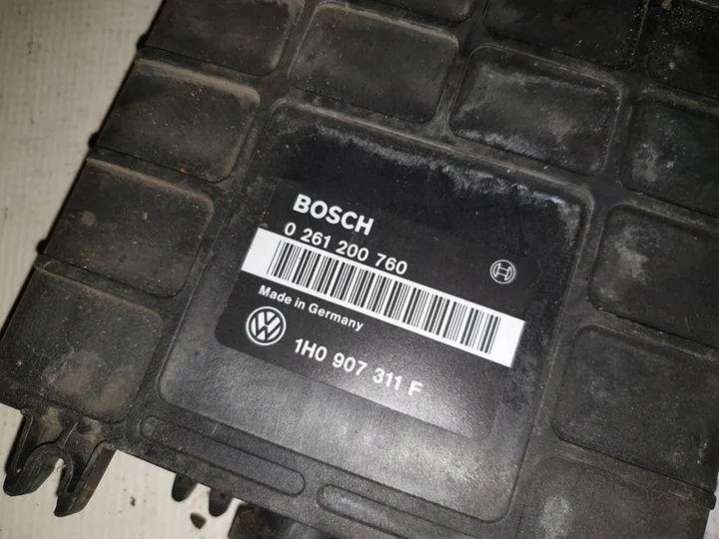 BOSCH
0 261 200 760
Made in Germany
1H0 907 311 F